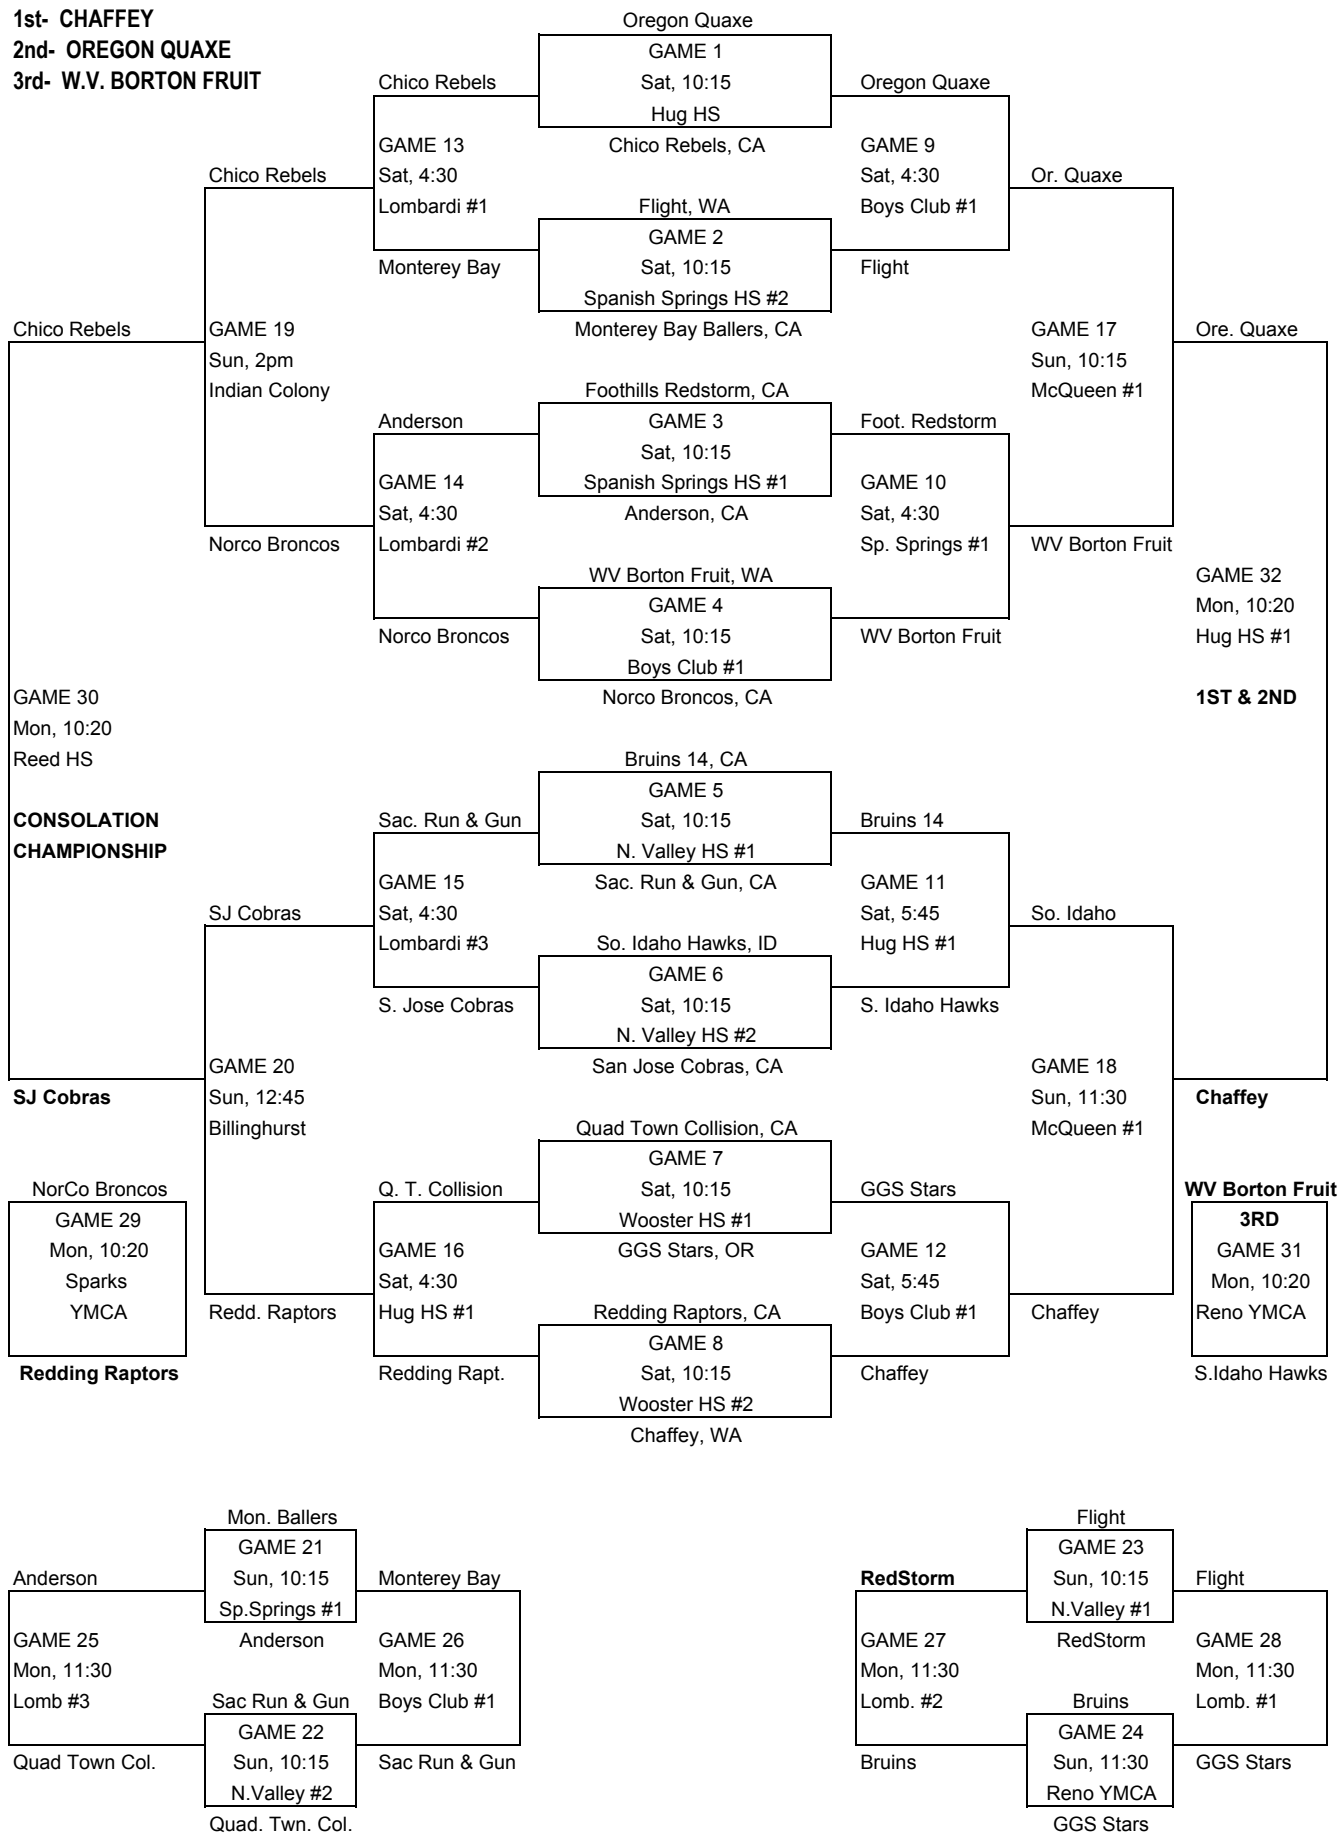 1st- CHAFFEY
2nd- OREGON QUAXE
3rd- W.V. BORTON FRUIT
Oregon Quaxe
GAME 1
Sat, 10:15
Hug HS
Chico Rebels, CA
Chico Rebels
Oregon Quaxe
GAME 13
Sat, 4:30
Lombardi #1
GAME 9
Sat, 4:30
Boys Club #1
Chico Rebels
Or. Quaxe
Flight, WA
GAME 2
Sat, 10:15
Spanish Springs HS #2
Monterey Bay Ballers, CA
Monterey Bay
Flight
Chico Rebels
GAME 19
Sun, 2pm
Indian Colony
GAME 17
Sun, 10:15
McQueen #1
Ore. Quaxe
Foothills Redstorm, CA
GAME 3
Sat, 10:15
Spanish Springs HS #1
Anderson, CA
Anderson
Foot. Redstorm
GAME 14
Sat, 4:30
Lombardi #2
GAME 10
Sat, 4:30
Sp. Springs #1
Norco Broncos
WV Borton Fruit
WV Borton Fruit, WA
GAME 4
Sat, 10:15
Boys Club #1
Norco Broncos, CA
Norco Broncos
WV Borton Fruit
GAME 32
Mon, 10:20
Hug HS #1
1ST & 2ND
GAME 30
Mon, 10:20
Reed HS
CONSOLATION
CHAMPIONSHIP
Bruins 14, CA
GAME 5
Sat, 10:15
N. Valley HS #1
Sac. Run & Gun, CA
Sac. Run & Gun
Bruins 14
GAME 15
Sat, 4:30
Lombardi #3
GAME 11
Sat, 5:45
Hug HS #1
SJ Cobras
So. Idaho
So. Idaho Hawks, ID
GAME 6
Sat, 10:15
N. Valley HS #2
San Jose Cobras, CA
S. Jose Cobras
S. Idaho Hawks
SJ Cobras
GAME 20
Sun, 12:45
Billinghurst
GAME 18
Sun, 11:30
McQueen #1
Chaffey
Quad Town Collision, CA
GAME 7
Sat, 10:15
Wooster HS #1
GGS Stars, OR
Q. T. Collision
GGS Stars
GAME 16
Sat, 4:30
Hug HS #1
GAME 12
Sat, 5:45
Boys Club #1
Redd. Raptors
Chaffey
Redding Raptors, CA
GAME 8
Sat, 10:15
Wooster HS #2
Chaffey, WA
Redding Rapt.
Chaffey
NorCo Broncos
GAME 29
Mon, 10:20
Sparks
YMCA
Redding Raptors
WV Borton Fruit
3RD
GAME 31
Mon, 10:20
Reno YMCA
S.Idaho Hawks
Mon. Ballers
GAME 21
Sun, 10:15
Sp.Springs #1
Anderson
Anderson
Monterey Bay
GAME 25
Mon, 11:30
Lomb #3
GAME 26
Mon, 11:30
Boys Club #1
Sac Run & Gun
GAME 22
Sun, 10:15
N.Valley #2
Quad. Twn. Col.
Quad Town Col.
Sac Run & Gun
Flight
GAME 23
Sun, 10:15
N.Valley #1
RedStorm
RedStorm
Flight
GAME 27
Mon, 11:30
Lomb. #2
GAME 28
Mon, 11:30
Lomb. #1
Bruins
GAME 24
Sun, 11:30
Reno YMCA
GGS Stars
Bruins
GGS Stars